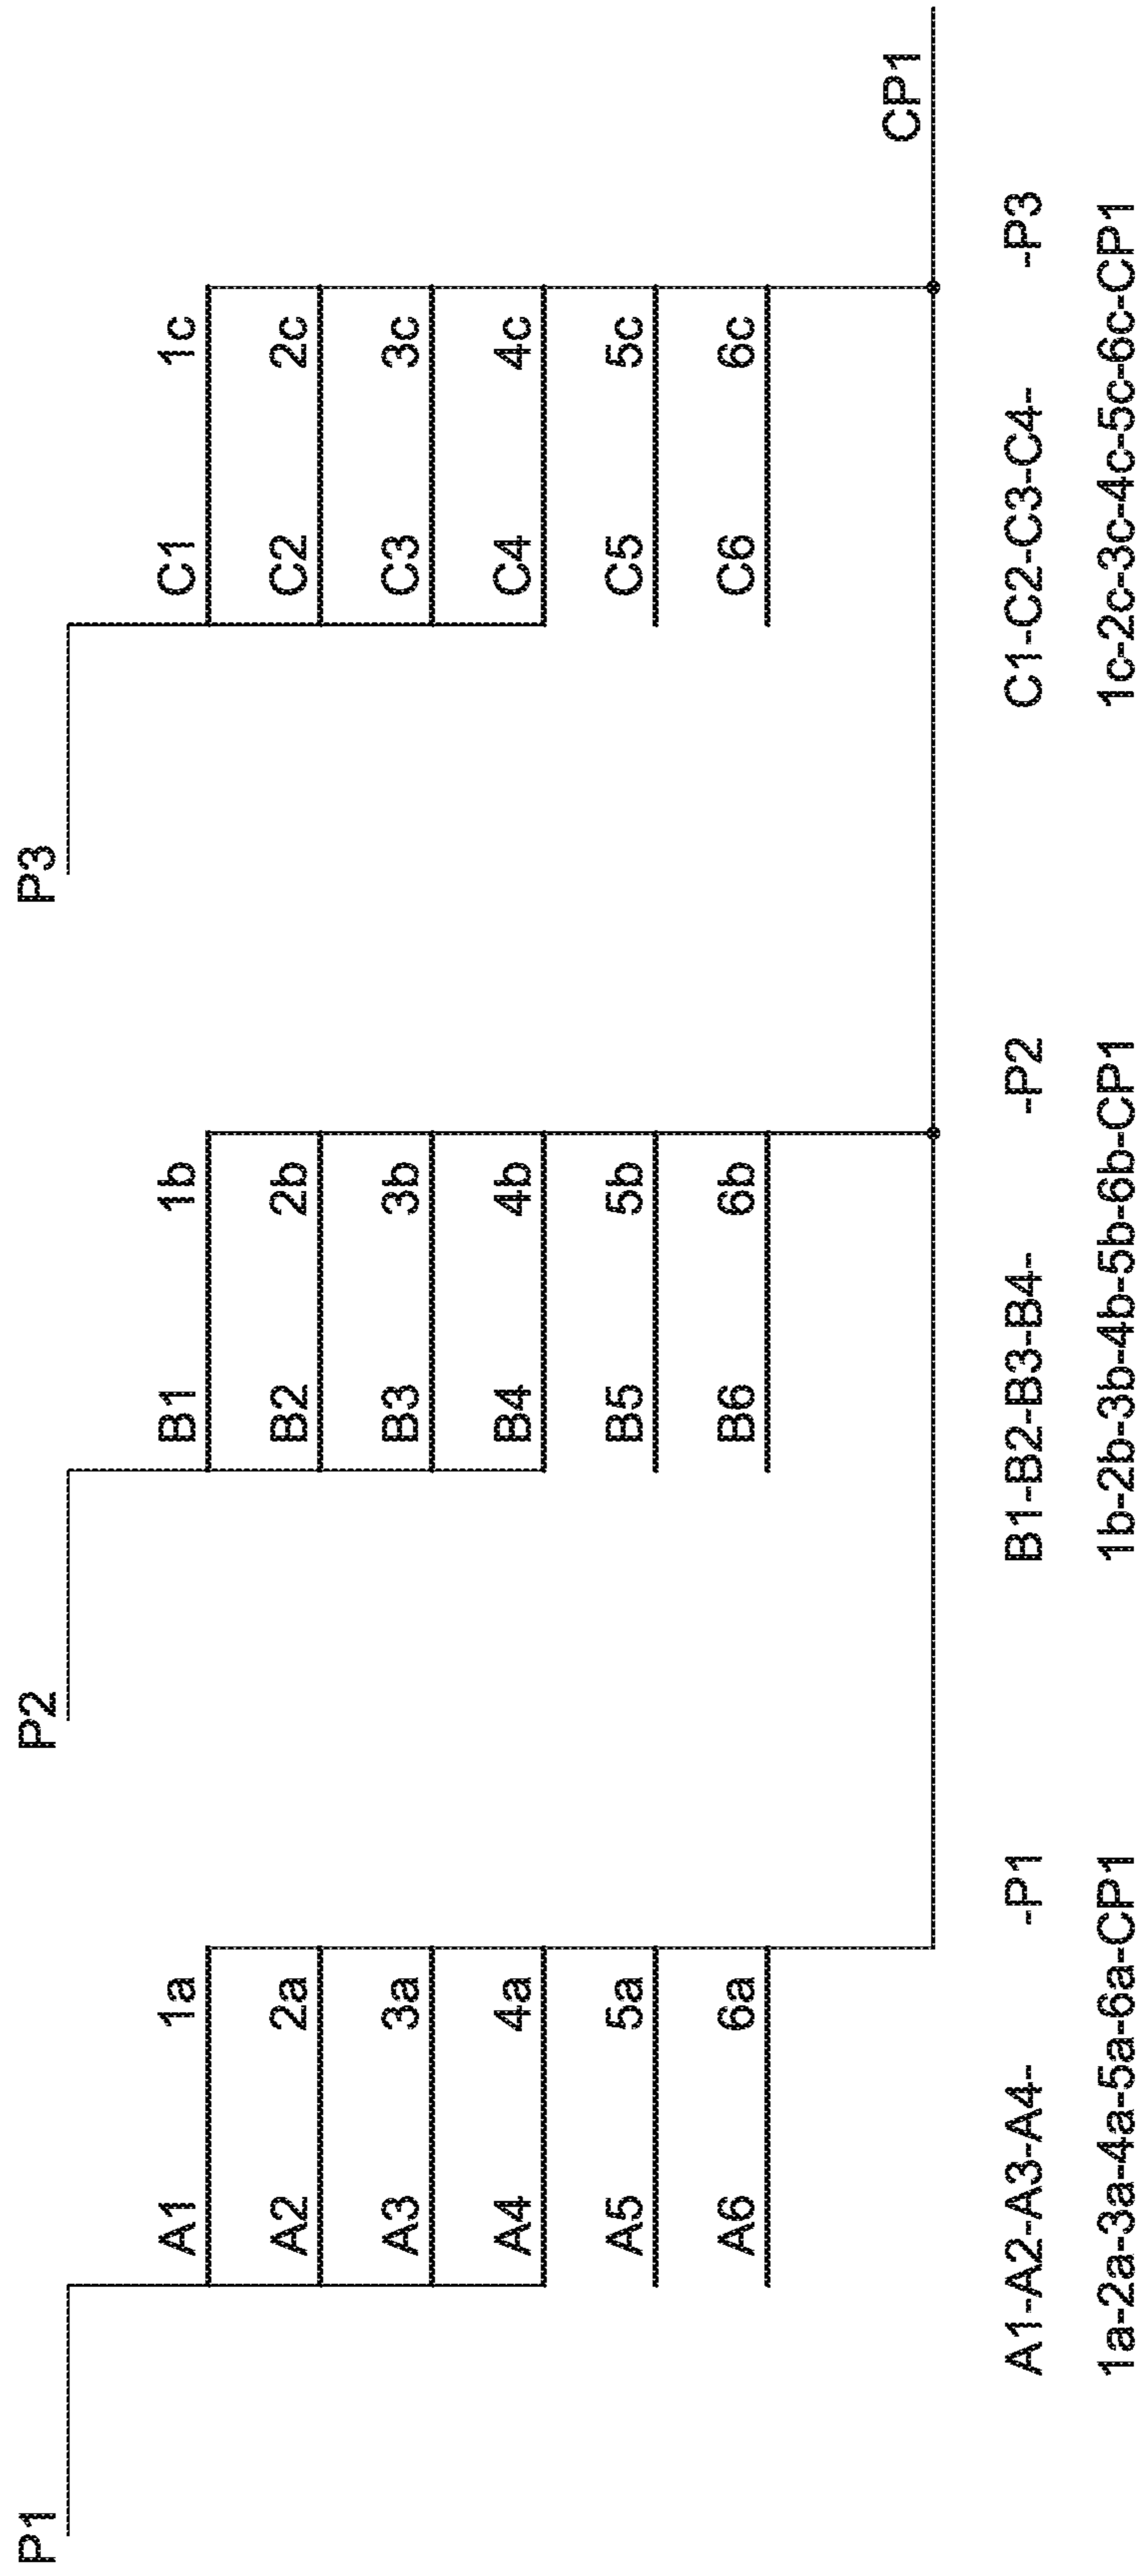 P1 P2 P3
A1 1a B1 1b C1 1c
A2 2a B2 2b C2 2c
A3 3a B3 3b C3 3c
A4 4a B4 4b C4 4c
A5 5a B5 5b C5 5c
A6 6a B6 6b C6 6c
CP1
A1-A2-A3-A4- -P1 B1-B2-B3-B4- -P2 C1-C2-C3-C4- -P3
1a-2a-3a-4a-5a-6a-CP1 1b-2b-3b-4b-5b-6b-CP1 1c-2c-3c-4c-5c-6c-CP1